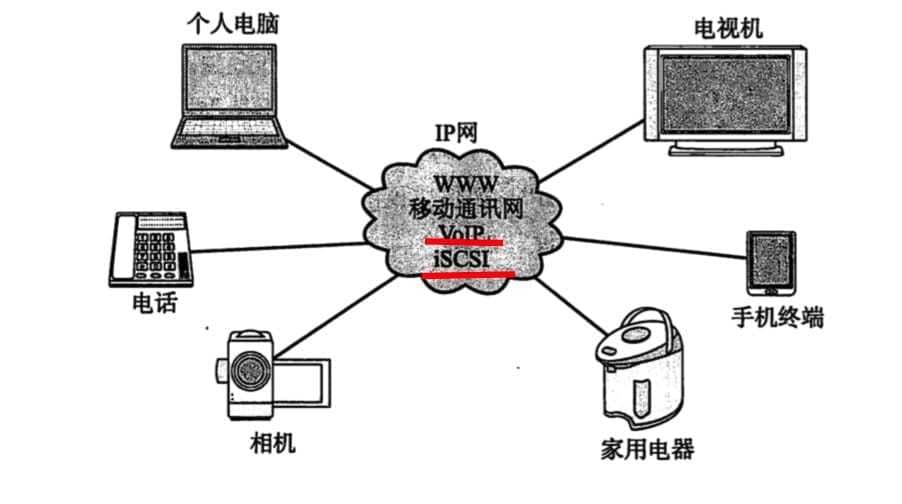 个人电脑
电视机
IP网
WWW
移动通讯网
VoIP
iSCSI
电话
手机终端
相机
家用电器